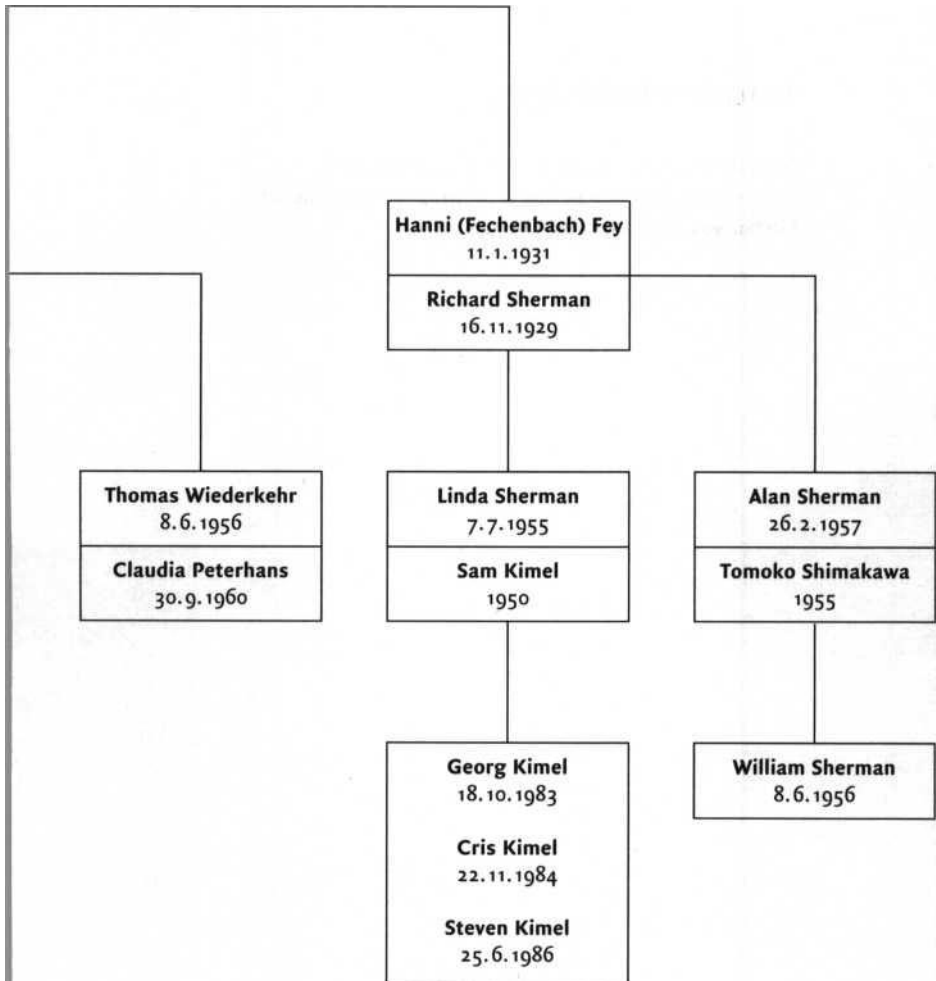 Hanni (Fechenbach) Fey
11.1.1931
Richard Sherman
16.11.1929
Thomas Wiederkehr
8.6.1956
Claudia Peterhans
30.9.1960
Linda Sherman
7.7.1955
Sam Kimel
1950
Alan Sherman
26.2.1957
Tomoko Shimakawa
1955
Georg Kimel
18.10.1983
Cris Kimel
22.11.1984
Steven Kimel
25.6.1986
William Sherman
8.6.1956